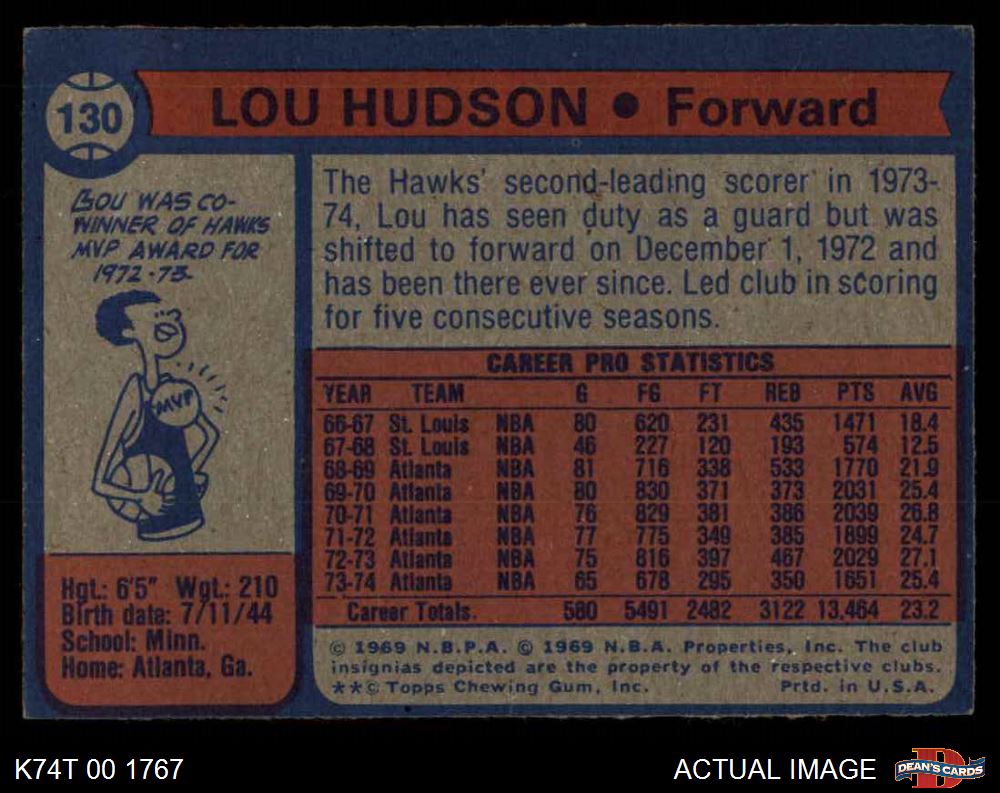 130
LOU HUDSON • Forward
LOU WAS CO-
WINNER OF HAWKS
MVP AWARD FOR
1972-73
MVP
The Hawks' second-leading scorer in 1973-
74, Lou has seen duty as a guard but was
shifted to forward on December 1, 1972 and
has been there ever since. Led club in scoring
for five consecutive seasons.
CAREER PRO STATISTICS
YEAR TEAM G FG FT REB PTS AVG
66-67 St. Louis NBA 80 620 231 435 1471 18.4
67-68 St. Louis NBA 46 227 120 193 574 12.5
68-69 Atlanta NBA 81 716 338 533 1770 21.9
69-70 Atlanta NBA 80 830 371 373 2031 25.4
70-71 Atlanta NBA 76 829 381 386 2039 26.8
71-72 Atlanta NBA 77 775 349 385 1899 24.7
72-73 Atlanta NBA 75 816 397 467 2029 27.1
73-74 Atlanta NBA 65 678 295 350 1651 25.4
Career Totals. 580 5491 2482 3122 13,464 23.2
Hgt.: 6'5" Wgt.: 210
Birth date: 7/11/44
School: Minn.
Home: Atlanta, Ga.
© 1969 N.B.P.A. © 1969 N.B.A. Properties, Inc. The club
insignias depicted are the property of the respective clubs.
**© Topps Chewing Gum, Inc. Prtd. in U.S.A.
K74T 00 1767
ACTUAL IMAGE
D
DEAN'S CARDS